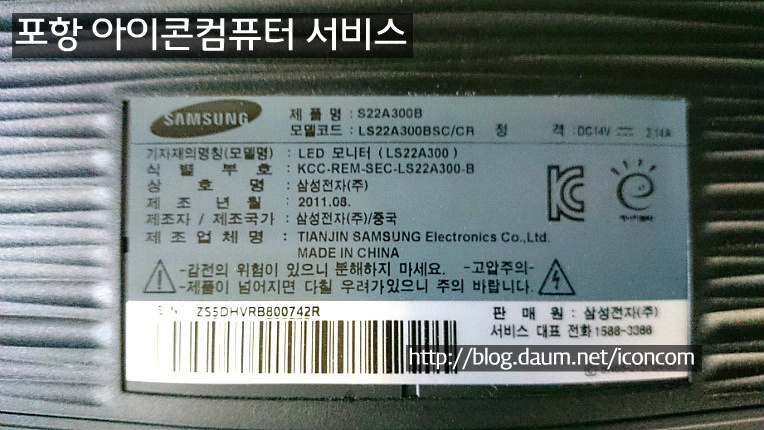 포항 아이콘컴퓨터 서비스
SAMSUNG
제 품 명 : S22A300B
모델코드 : LS22A300BSC/CR 정 격 : DC14V ⎓ 2.14A
기자재의명칭(모델명) : LED 모니터 ( LS22A300 )
식 별 부 호 : KCC-REM-SEC-LS22A300-B
상 호 명 : 삼성전자(주)
제 조 년 월 : 2011.08.
제조자 / 제조국가 : 삼성전자(주)/중국
제 조 업 체 명 : TIANJIN SAMSUNG Electronics Co.,Ltd.
MADE IN CHINA
-감전의 위험이 있으니 분해하지 마세요. -고압주의-
-제품이 넘어지면 다칠 우려가있으니 주의 바랍니다.
S/N ZS5DHVRB800742R
판 매 원 : 삼성전자(주)
서비스 대표 전화 1588-3366
http://blog.daum.net/iconcom